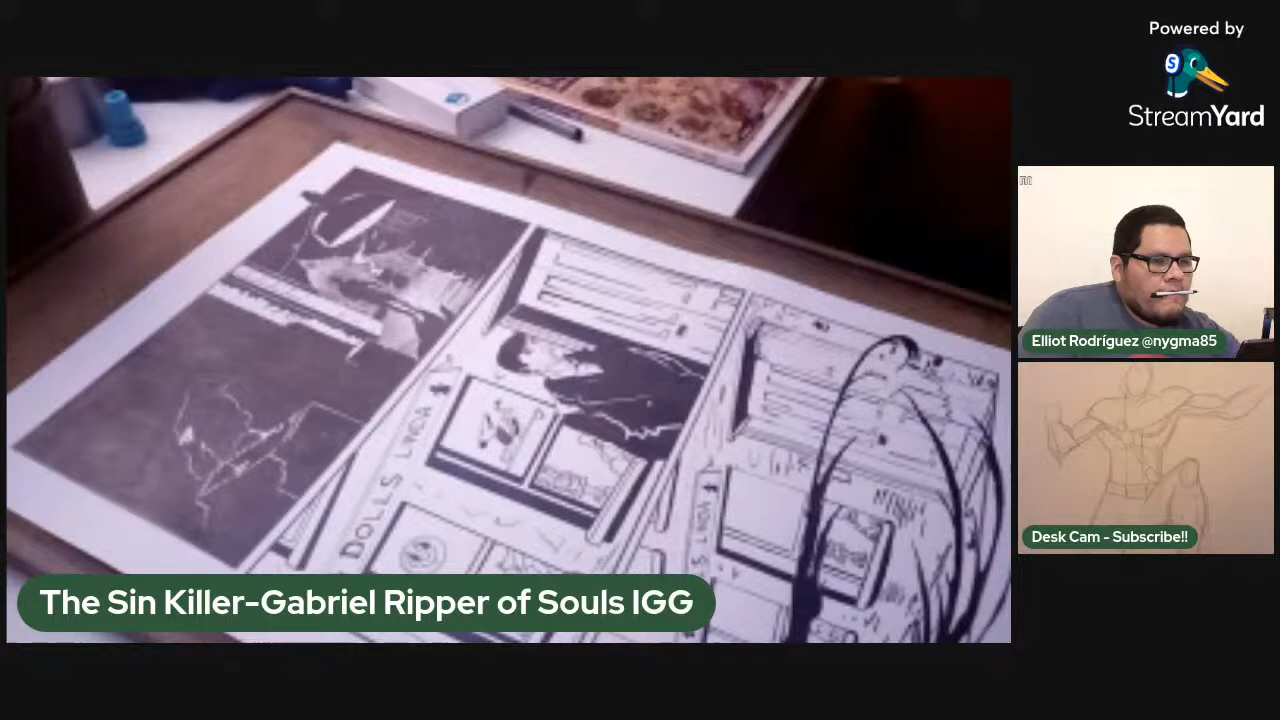 Powered by
StreamYard
Elliot Rodríguez @nygma85
DOLLS LINDA
Desk Cam - Subscribe!!
The Sin Killer-Gabriel Ripper of Souls IGG